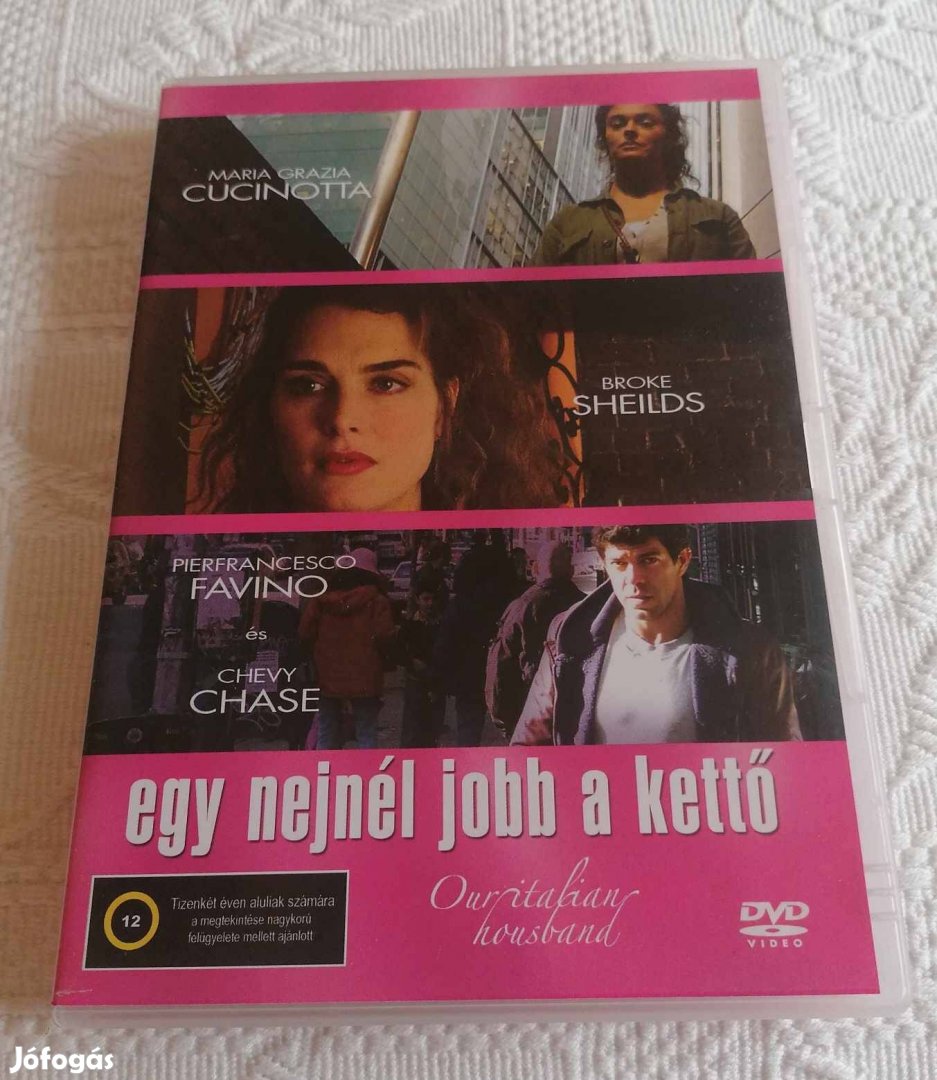 MARIA GRAZIA
CUCINOTTA
BROKE
SHEILDS
PIERFRANCESCO
FAVINO
és
CHEVY
CHASE
egy nejnél jobb a kettő
12
Tizenkét éven aluliak számára
a megtekintése nagykorú
felügyelete mellett ajánlott
Our italian
housband
DVD
VIDEO
Jófogás